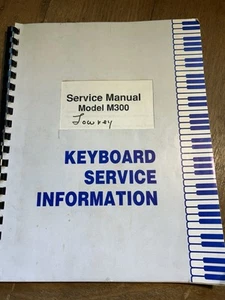 Service Manual
Model M300
Lowrey
KEYBOARD
SERVICE
INFORMATION